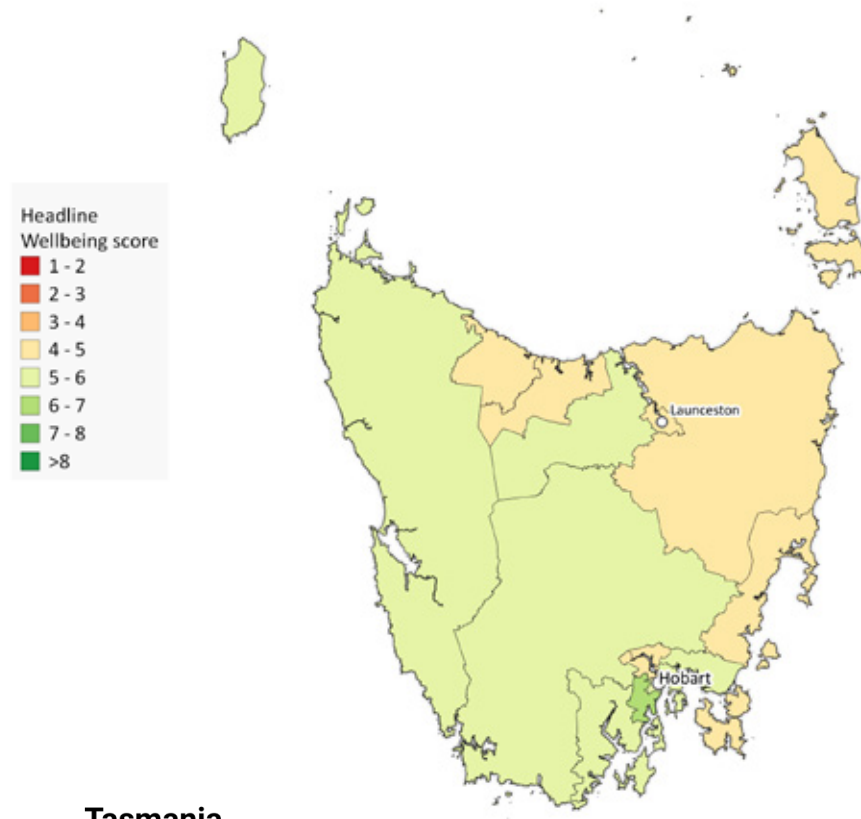 Headline
Wellbeing score
1 - 2
2 - 3
3 - 4
4 - 5
5 - 6
6 - 7
7 - 8
>8
Launceston
Hobart
Tasmania